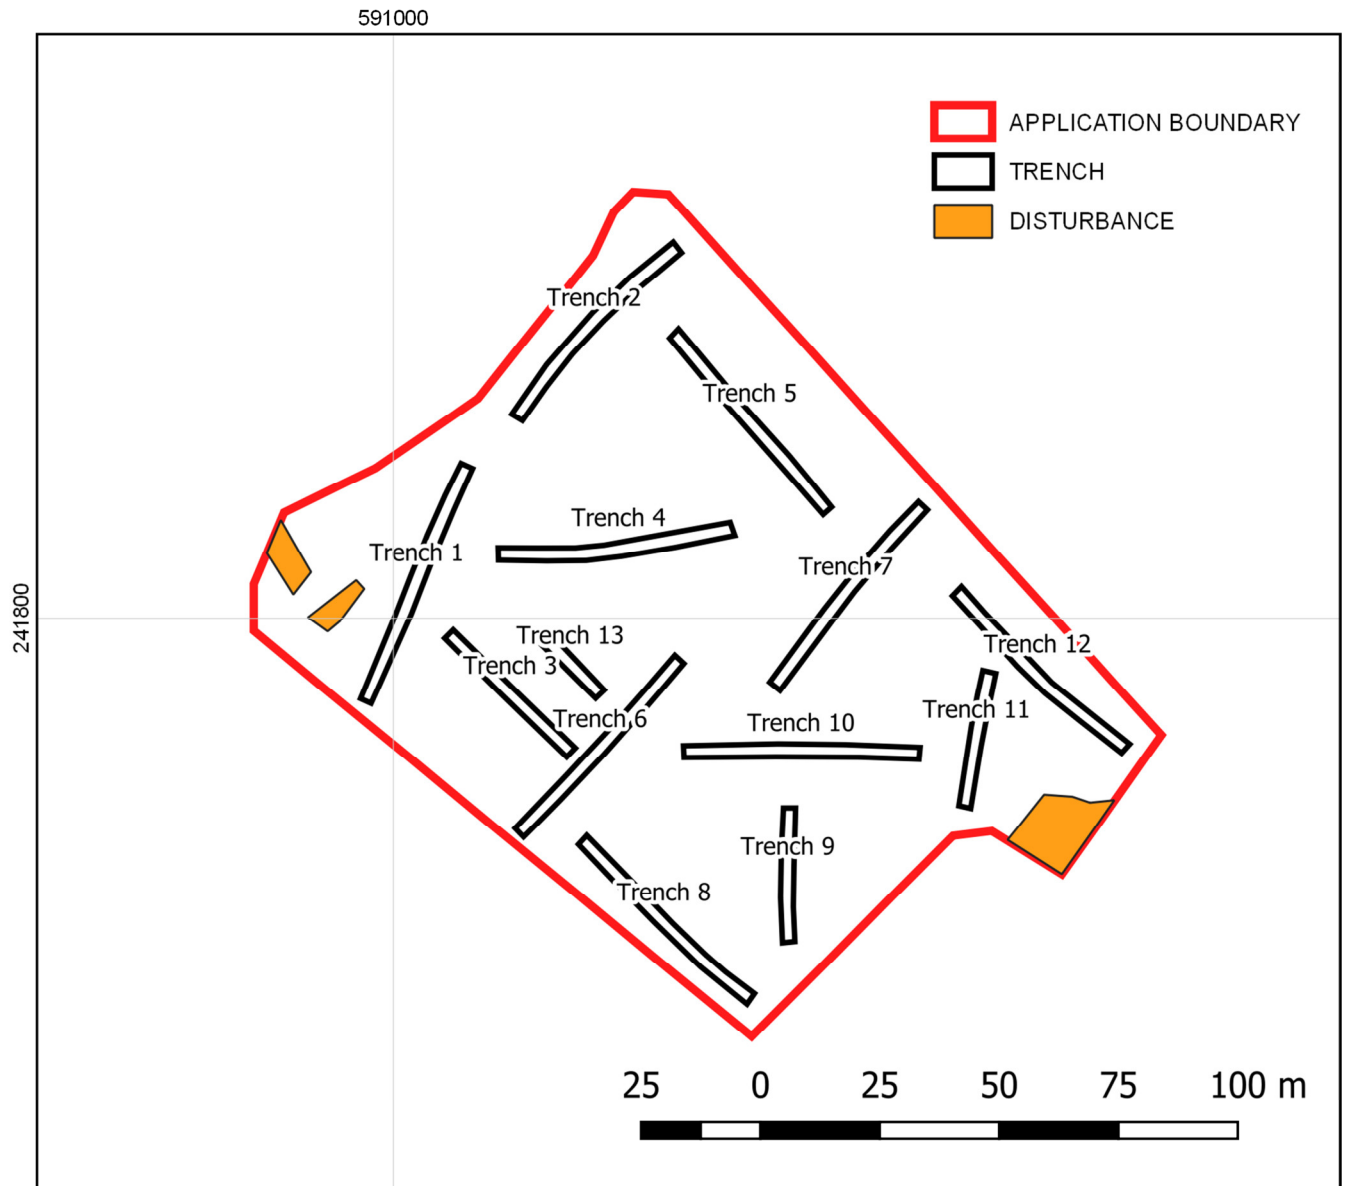 591000
APPLICATION BOUNDARY
TRENCH
DISTURBANCE
Trench 2
Trench 5
Trench 4
Trench 1
Trench 7
241800
Trench 13
Trench 12
Trench 3
Trench 11
Trench 6
Trench 10
Trench 9
Trench 8
25 0 25 50 75 100 m